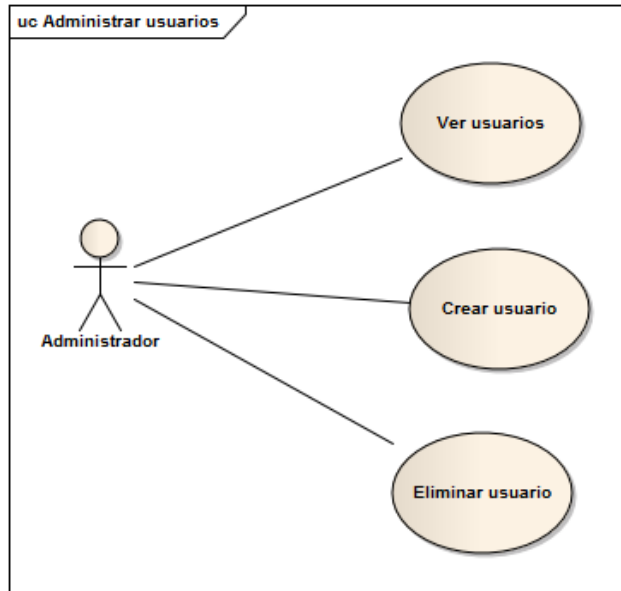 uc Administrar usuarios
Ver usuarios
Crear usuario
Administrador
Eliminar usuario